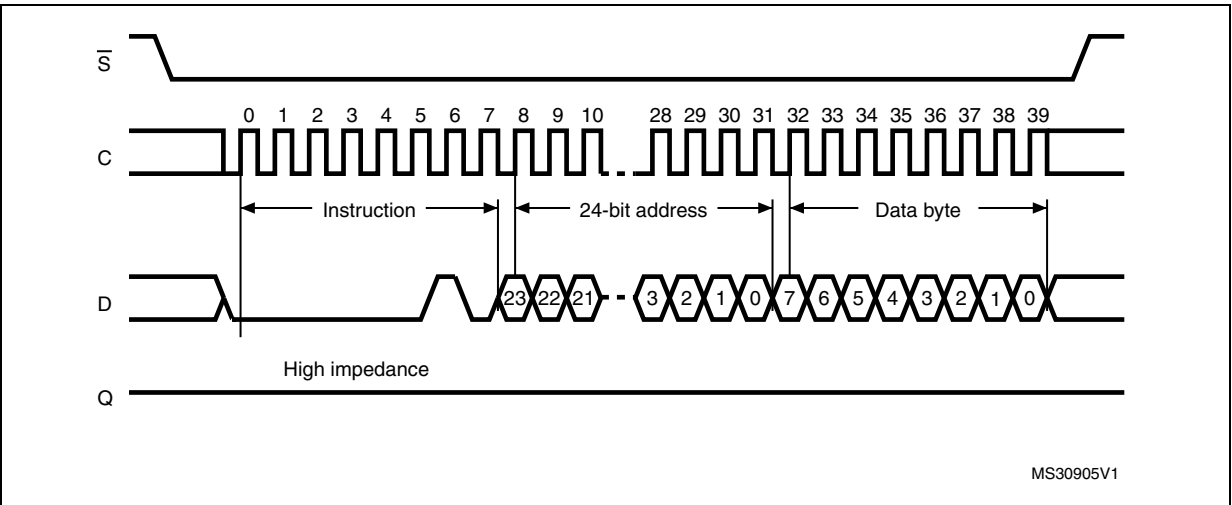 S
0 1 2 3 4 5 6 7 8 9 10 28 29 30 31 32 33 34 35 36 37 38 39
C
Instruction 24-bit address Data byte
D 23 22 21 3 2 1 0 7 6 5 4 3 2 1 0
High impedance
Q
MS30905V1